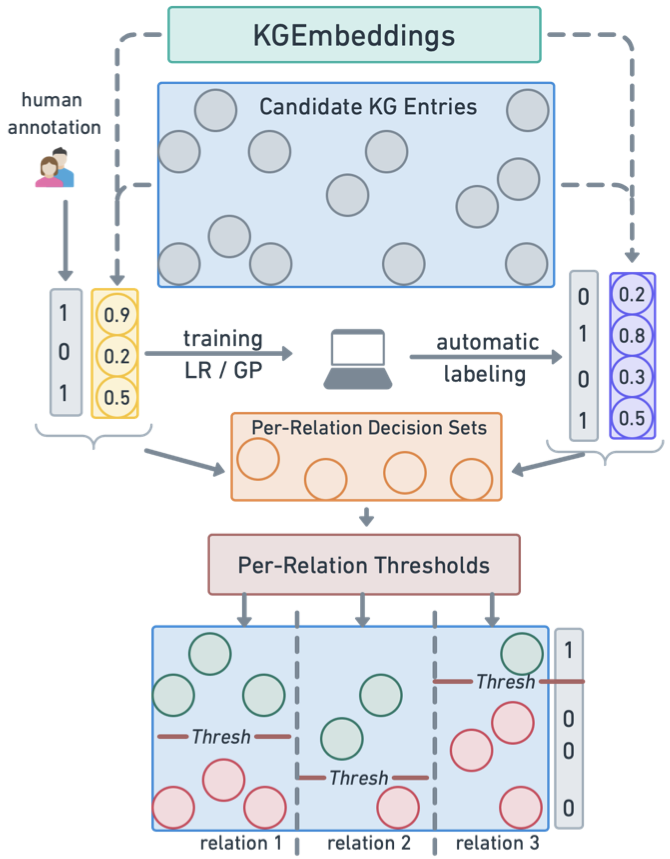 KGEmbeddings
human
annotation
Candidate KG Entries
1
0
1
0.9
0.2
0.5
training
LR / GP
automatic
labeling
0
1
0
1
0.2
0.8
0.3
0.5
Per-Relation Decision Sets
Per-Relation Thresholds
Thresh
Thresh
Thresh
1
0
0
0
relation 1
relation 2
relation 3